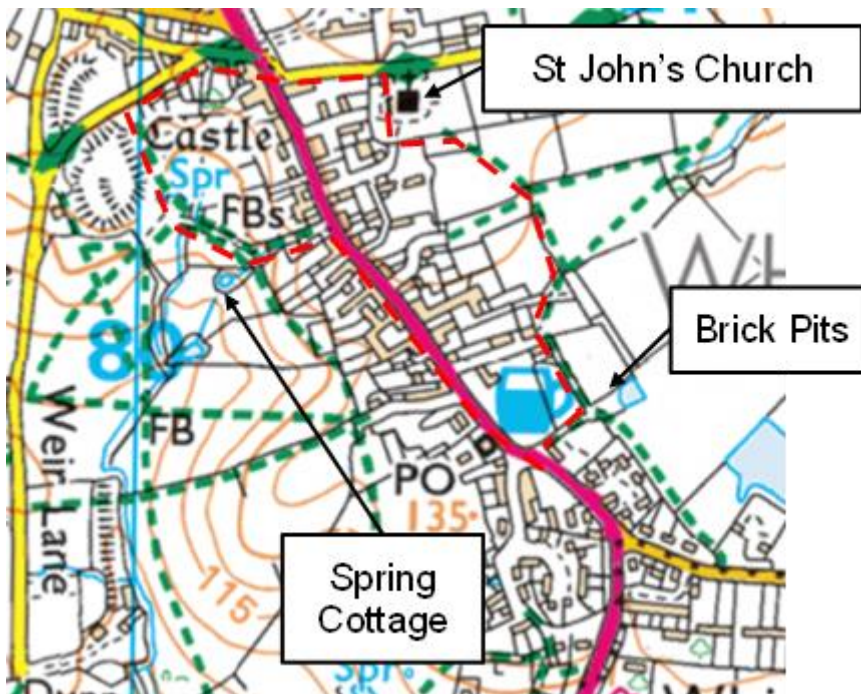 St John's Church
Castle
Spr
FBs
Brick Pits
80
Weir Lane
FB
PO
135
Spring
Cottage
115
Spr